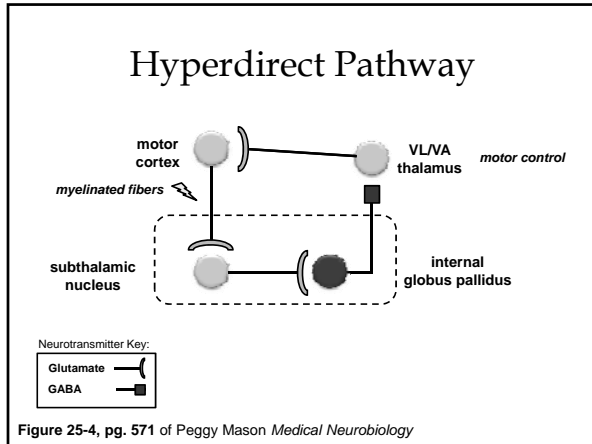 Hyperdirect Pathway
motor
cortex
VL/VA
thalamus
motor control
myelinated fibers
subthalamic
nucleus
internal
globus pallidus
Neurotransmitter Key:
Glutamate
GABA
Figure 25-4, pg. 571 of Peggy Mason Medical Neurobiology